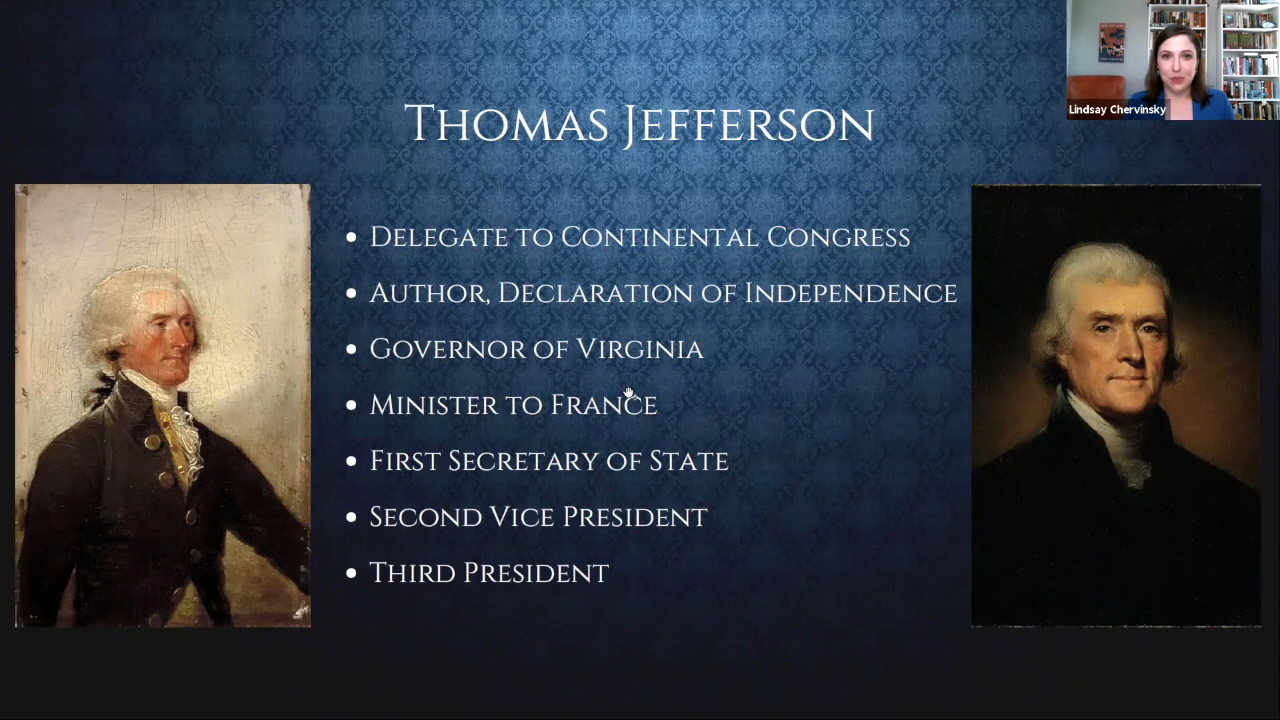 Lindsay Chervinsky
Thomas Jefferson
• Delegate to Continental Congress
• Author, Declaration of Independence
• Governor of Virginia
• Minister to France
• First Secretary of State
• Second Vice President
• Third President